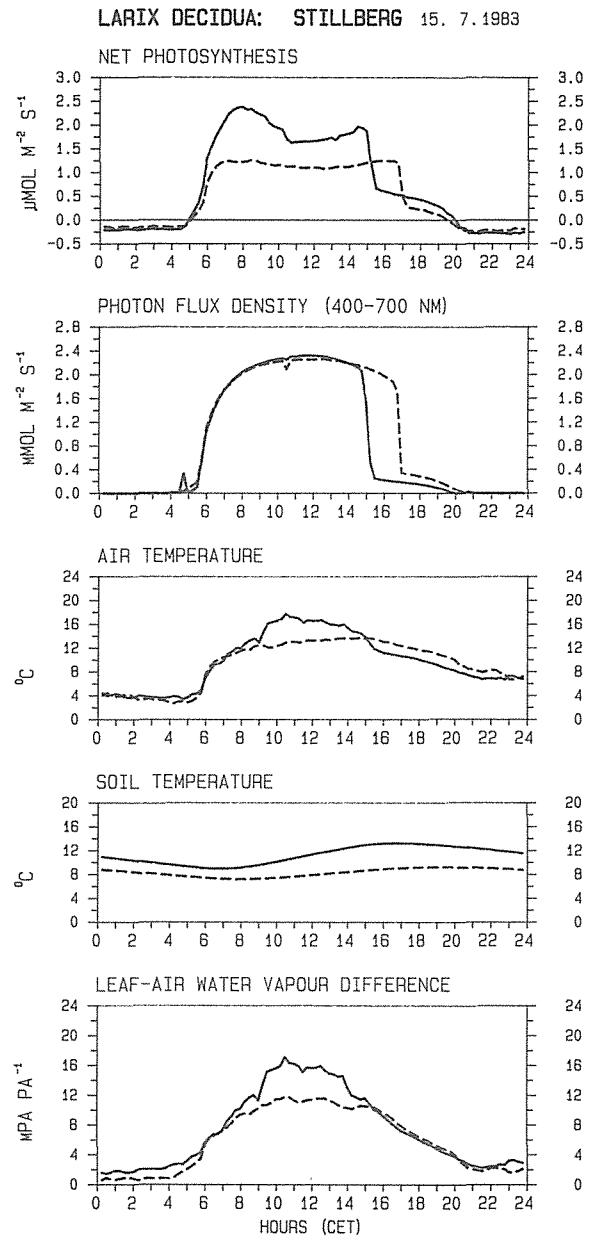 LARIX DECIDUA: STILLBERG 15. 7.1983
NET PHOTOSYNTHESIS
µMOL M⁻² S⁻¹
3.0 3.0
2.5 2.5
2.0 2.0
1.5 1.5
1.0 1.0
0.5 0.5
0.0 0.0
-0.5 -0.5
0 2 4 6 8 10 12 14 16 18 20 22 24
PHOTON FLUX DENSITY (400-700 NM)
MMOL M⁻² S⁻¹
2.8 2.8
2.4 2.4
2.0 2.0
1.6 1.6
1.2 1.2
0.8 0.8
0.4 0.4
0.0 0.0
0 2 4 6 8 10 12 14 16 18 20 22 24
AIR TEMPERATURE
⁰C
24 24
20 20
16 16
12 12
8 8
4 4
0 0
0 2 4 6 8 10 12 14 16 18 20 22 24
SOIL TEMPERATURE
⁰C
20 20
16 16
12 12
8 8
4 4
0 0
0 2 4 6 8 10 12 14 16 18 20 22 24
LEAF-AIR WATER VAPOUR DIFFERENCE
MPA PA⁻¹
24 24
20 20
16 16
12 12
8 8
4 4
0 0
0 2 4 6 8 10 12 14 16 18 20 22 24
HOURS (CET)